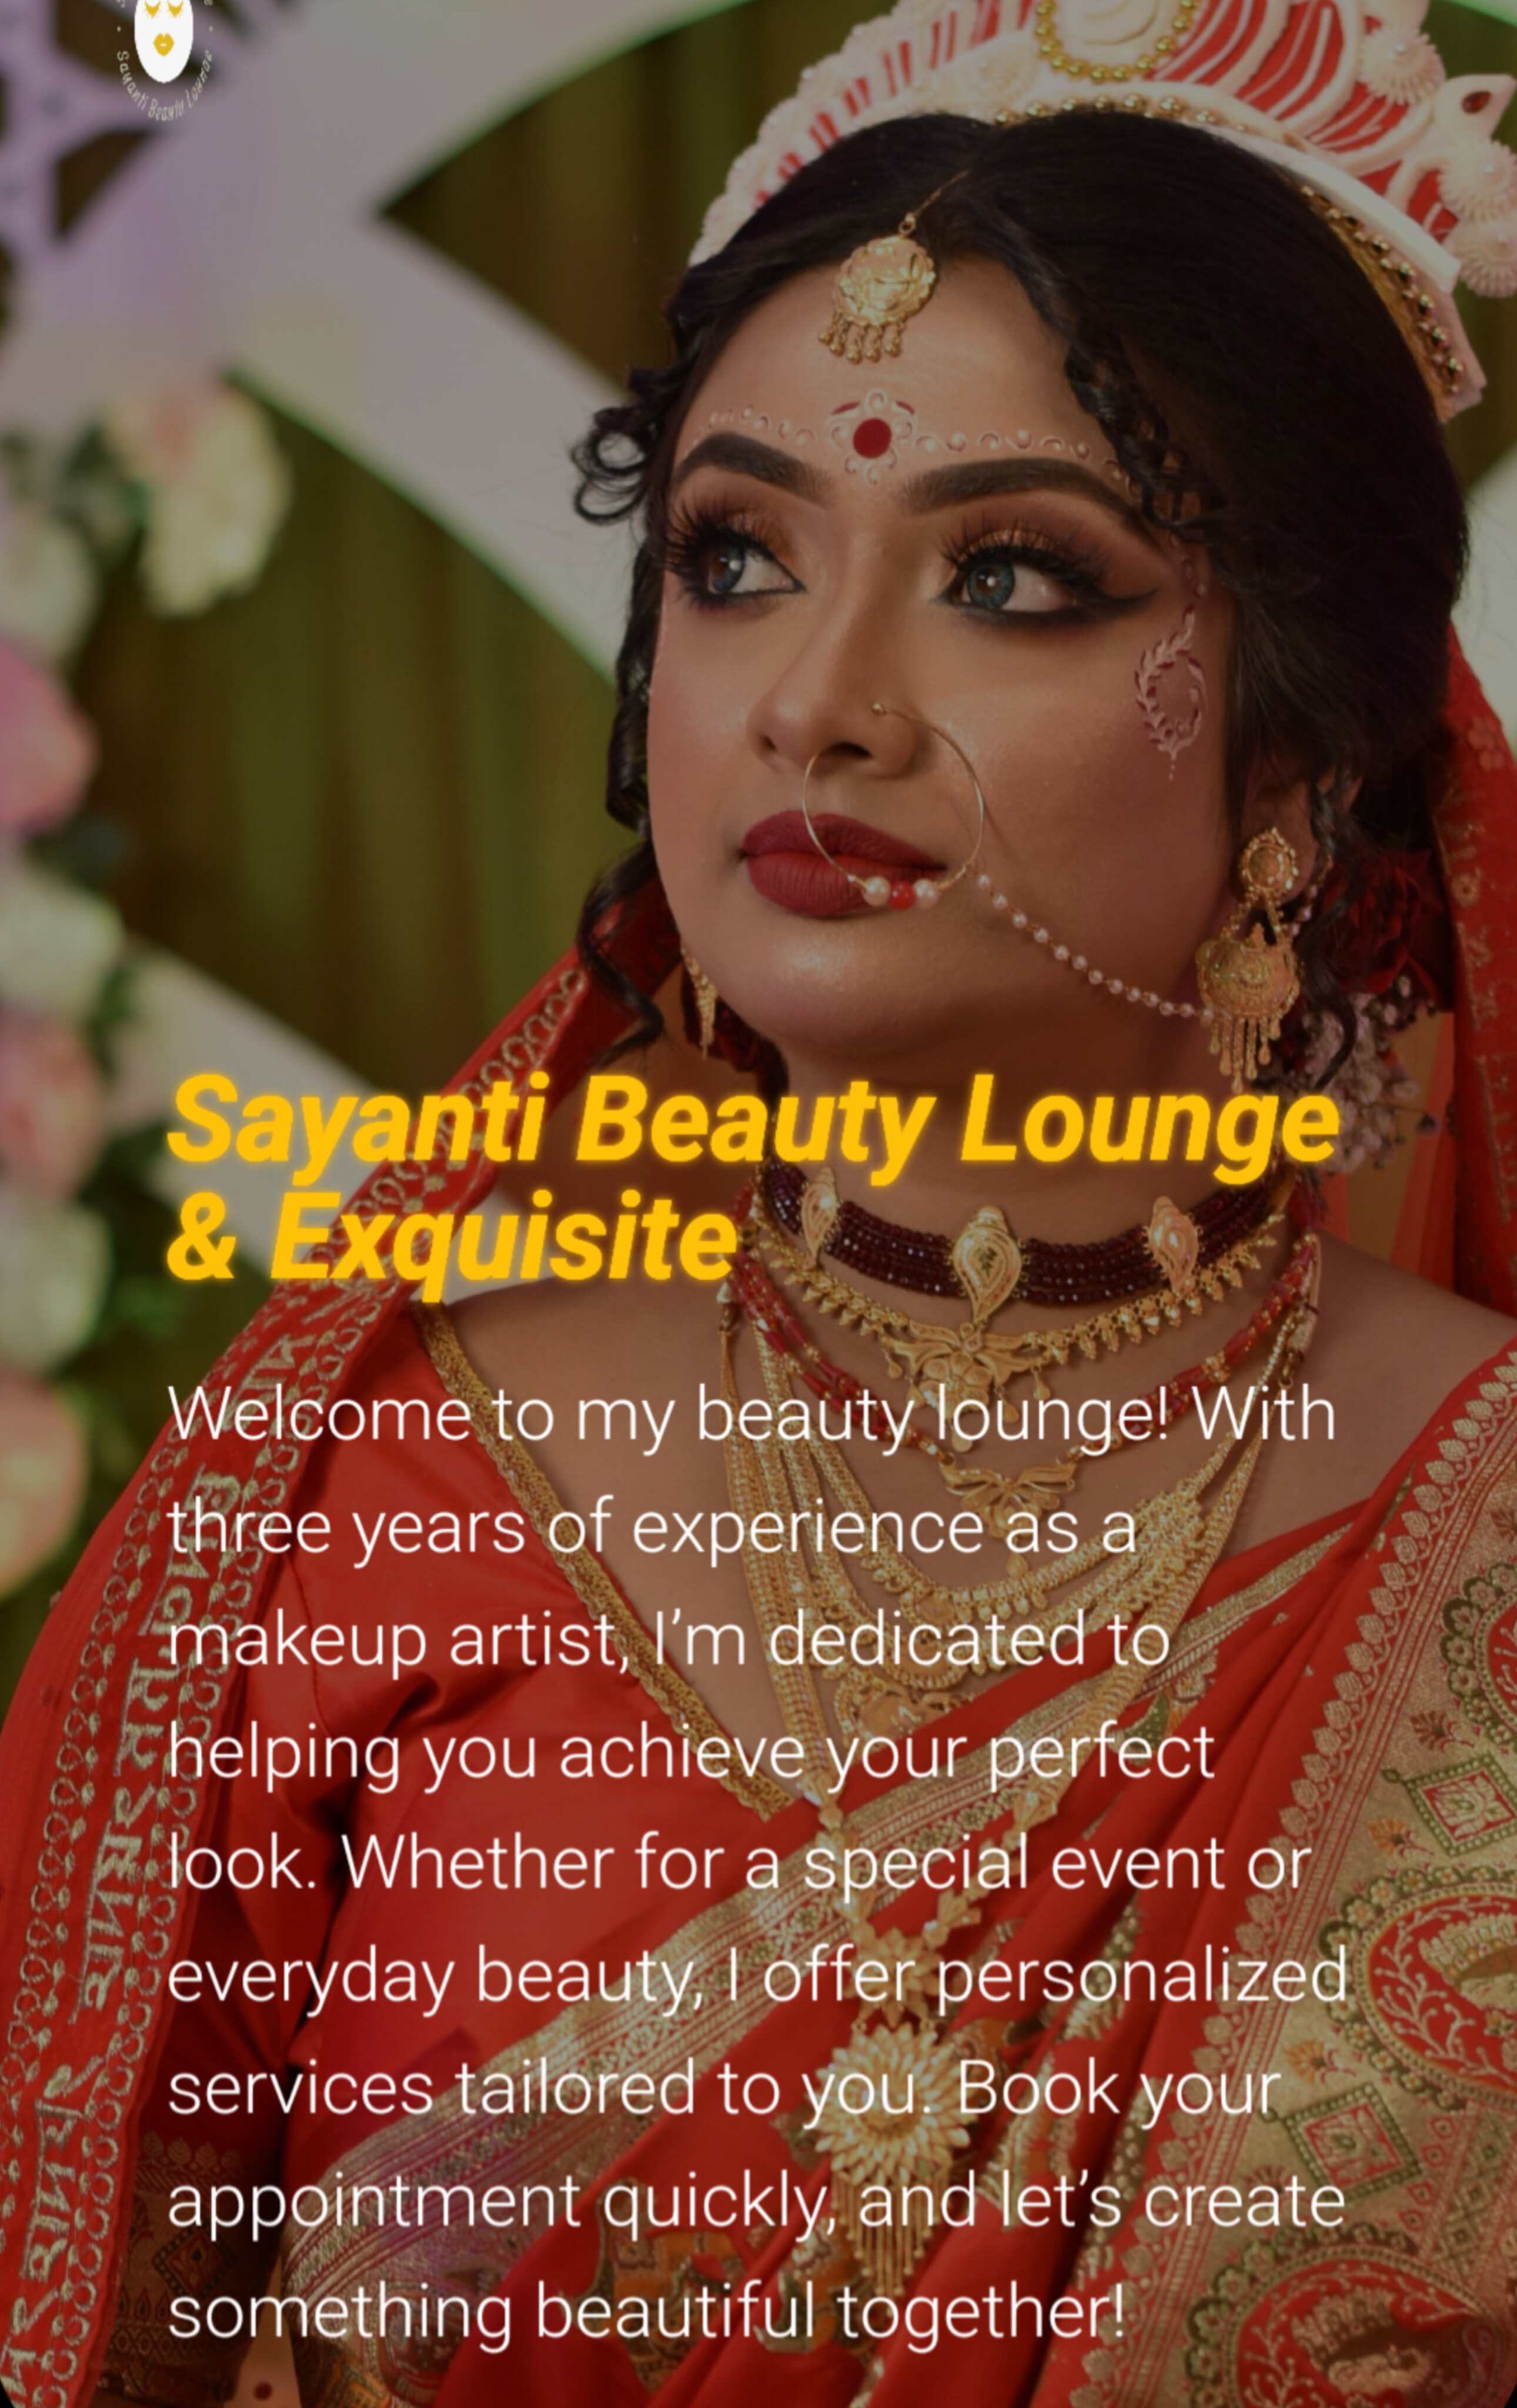 Sayanti Beauty Lounge
Sayanti Beauty Lounge
& Exquisite
Welcome to my beauty lounge! With
three years of experience as a
makeup artist, I’m dedicated to
helping you achieve your perfect
look. Whether for a special event or
everyday beauty, I offer personalized
services tailored to you. Book your
appointment quickly, and let’s create
something beautiful together!